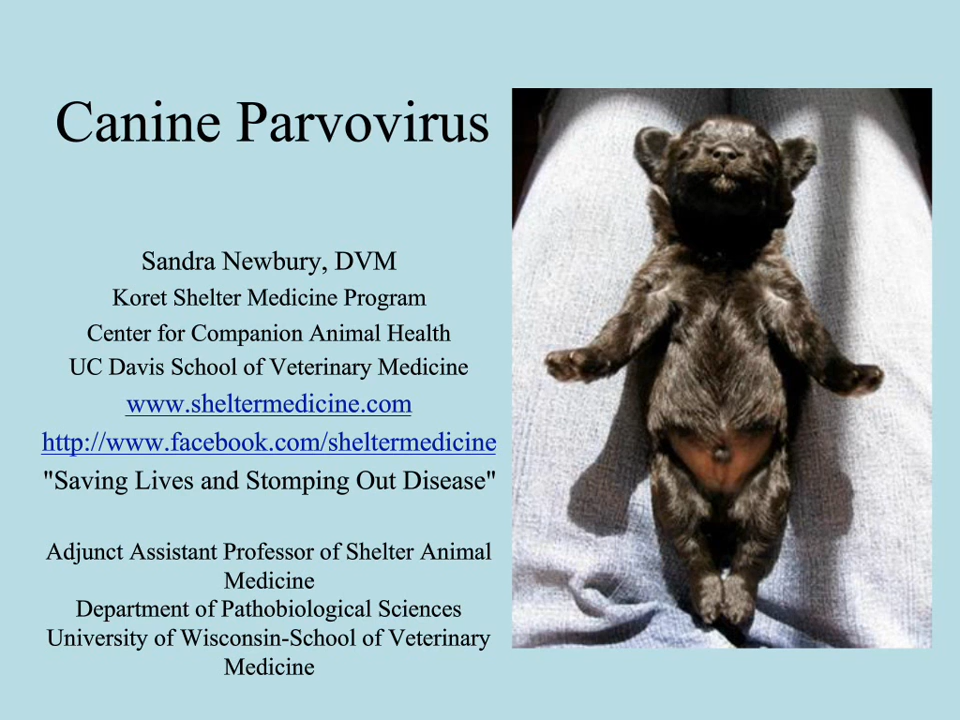 Canine Parvovirus
Sandra Newbury, DVM
Koret Shelter Medicine Program
Center for Companion Animal Health
UC Davis School of Veterinary Medicine
www.sheltermedicine.com
http://www.facebook.com/sheltermedicine
"Saving Lives and Stomping Out Disease"
Adjunct Assistant Professor of Shelter Animal
Medicine
Department of Pathobiological Sciences
University of Wisconsin-School of Veterinary
Medicine